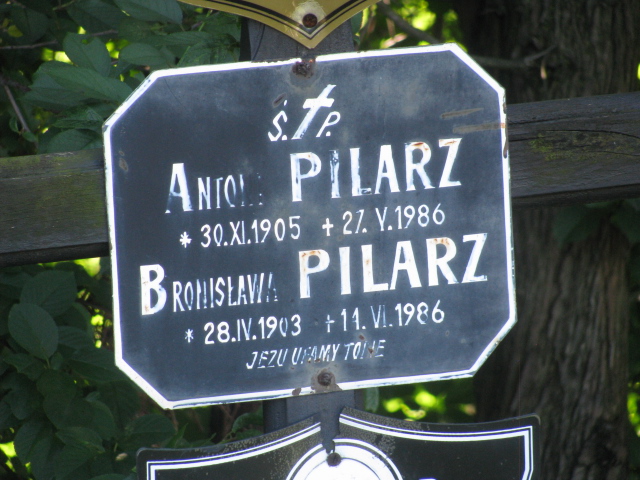 Ś. P.
ANTONI PILARZ
* 30.XI.1905 + 27.V.1986
BRONISŁAWA PILARZ
* 28.IV.1903 + 11.VI.1986
JEZU UFAMY TOBIE